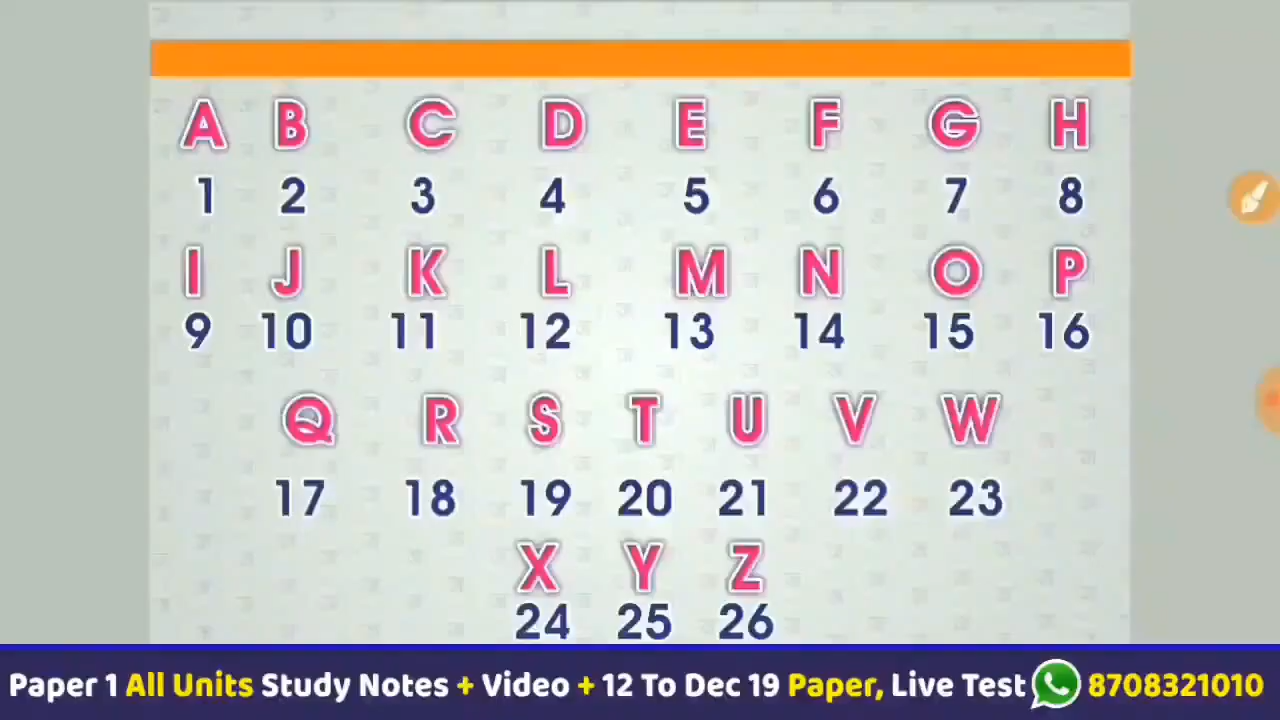 A B C D E F G H
1 2 3 4 5 6 7 8
I J K L M N O P
9 10 11 12 13 14 15 16
Q R S T U V W
17 18 19 20 21 22 23
X Y Z
24 25 26
Paper 1 All Units Study Notes + Video + 12 To Dec 19 Paper, Live Test 8708321010